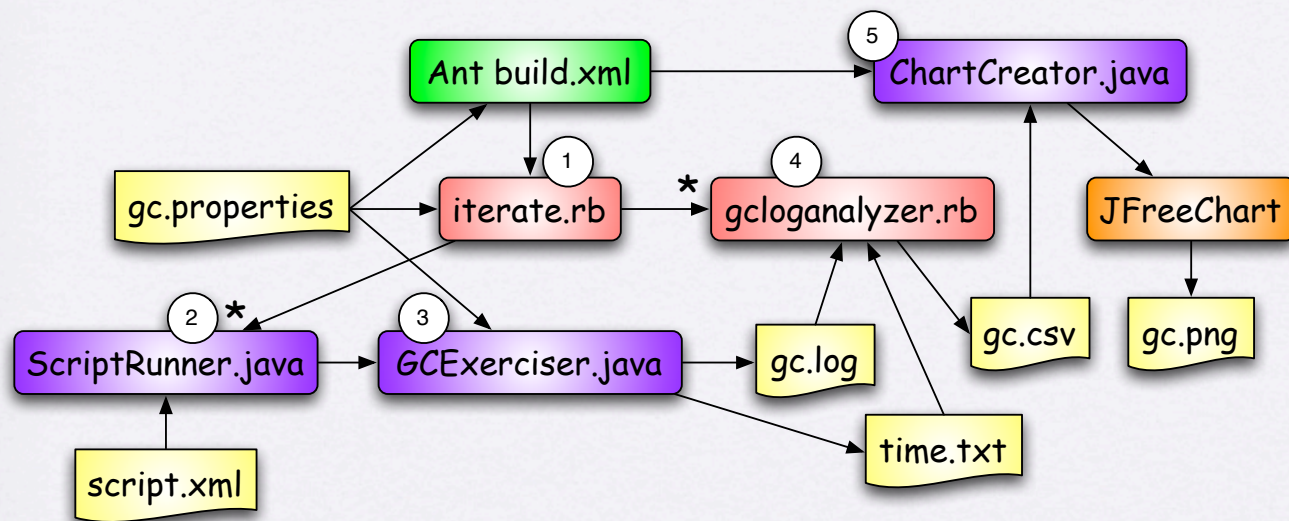 5
Ant build.xml
ChartCreator.java
1
4
gc.properties
iterate.rb
*
gcloganalyzer.rb
JFreeChart
2
*
3
ScriptRunner.java
GCExerciser.java
gc.log
gc.csv
gc.png
script.xml
time.txt